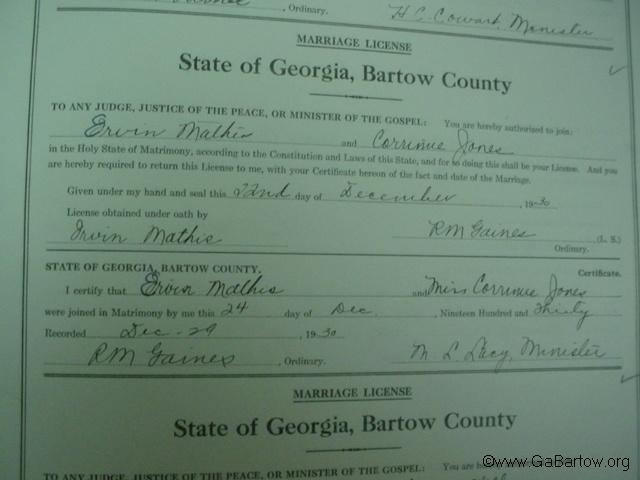 , Ordinary. H C. Cowart, Minister
MARRIAGE LICENSE
State of Georgia, Bartow County
TO ANY JUDGE, JUSTICE OF THE PEACE, OR MINISTER OF THE GOSPEL: You are hereby authorized to join:
Ervin Mathis and Corrinue Jones
in the Holy State of Matrimony, according to the Constitution and Laws of this State, and for so doing this shall be your License. And you
are hereby required to return this License to me, with your Certificate hereon of the fact and date of the Marriage.
Given under my hand and seal this 22nd day of December, 1930
License obtained under oath by
Irvin Mathis RM Gaines (L. S.)
Ordinary.
STATE OF GEORGIA, BARTOW COUNTY. Certificate.
I certify that Ervin Mathis and Miss Corrinue Jones
were joined in Matrimony by me this 24 day of Dec. , Nineteen Hundred and Thirty
Recorded Dec-29 , 1930
RM Gaines , Ordinary. M. L. Lacy, Minister
MARRIAGE LICENSE
State of Georgia, Bartow County
TO ANY JUDGE, JUSTICE OF THE PEACE, OR MINISTER OF THE GOSPEL: You are
©www.GaBartow.org